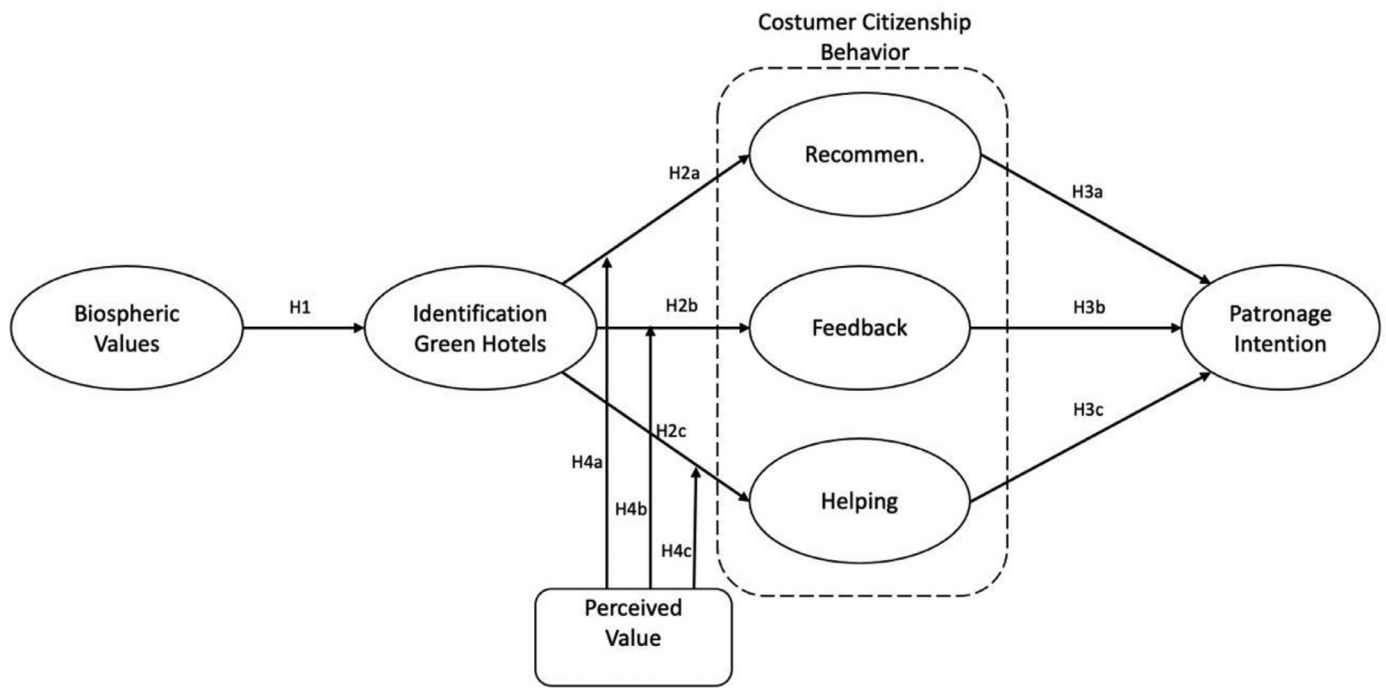 Costumer Citizenship
Behavior
Recommen.
H2a
H3a
Biospheric
Values
H1
Identification
Green Hotels
H2b
Feedback
H3b
Patronage
Intention
H2c
H3c
H4a
H4b
H4c
Helping
Perceived
Value